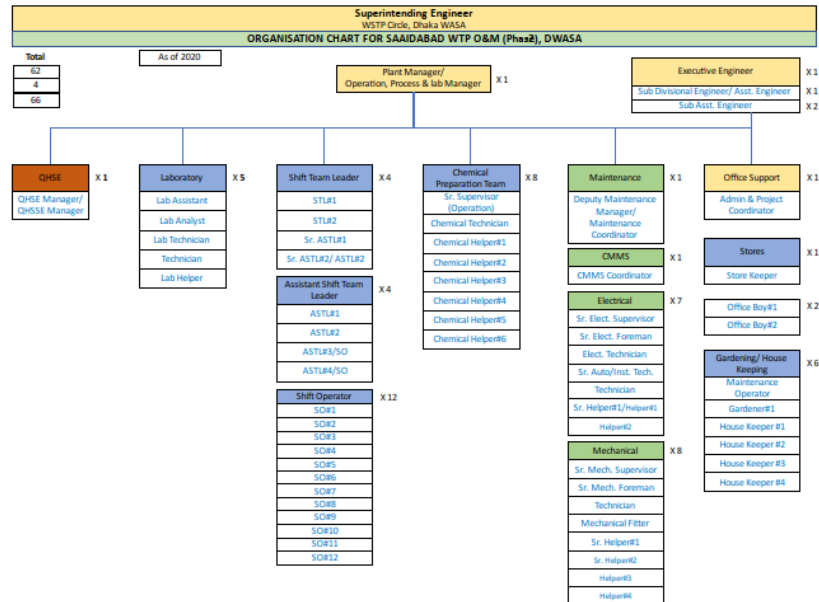 Superintending Engineer
WSTP Circle, Dhaka WASA
ORGANISATION CHART FOR SAAIDABAD WTP O&M (Phase2), DWASA
Total
62
4
66
As of 2020
Plant Manager/
Operation, Process & lab Manager
X 1
Executive Engineer
X 1
Sub Divisional Engineer/ Asst. Engineer
X 1
Sub Asst. Engineer
X 2
QHSE
X 1
QHSE Manager/
QHSSE Manager
Laboratory
X 5
Lab Assistant
Lab Analyst
Lab Technician
Technician
Lab Helper
Shift Team Leader
X 4
STL#1
STL#2
Sr. ASTL#1
Sr. ASTL#2/ ASTL#2
Assistant Shift Team
Leader
X 4
ASTL#1
ASTL#2
ASTL#3/SO
ASTL#4/SO
Shift Operator
X 12
SO#1
SO#2
SO#3
SO#4
SO#5
SO#6
SO#7
SO#8
SO#9
SO#10
SO#11
SO#12
Chemical
Preparation Team
X 8
Sr. Supervisor
(Operation)
Chemical Technician
Chemical Helper#1
Chemical Helper#2
Chemical Helper#3
Chemical Helper#4
Chemical Helper#5
Chemical Helper#6
Maintenance
X 1
Deputy Maintenance
Manager/
Maintenance
Coordinator
CMMS
X 1
CMMS Coordinator
Electrical
X 7
Sr. Elect. Supervisor
Sr. Elect. Foreman
Elect. Technician
Sr. Auto/Inst. Tech.
Technician
Sr. Helper#1/Helper#1
Helper#2
Mechanical
X 8
Sr. Mech. Supervisor
Sr. Mech. Foreman
Technician
Mechanical Fitter
Sr. Helper#1
Sr. Helper#2
Helper#3
Helper#4
Office Support
X 1
Admin & Project
Coordinator
Stores
X 1
Store Keeper
Office Boy#1
X 2
Office Boy#2
Gardening/ House
Keeping
X 6
Maintenance
Operator
Gardener#1
House Keeper #1
House Keeper #2
House Keeper #3
House Keeper #4